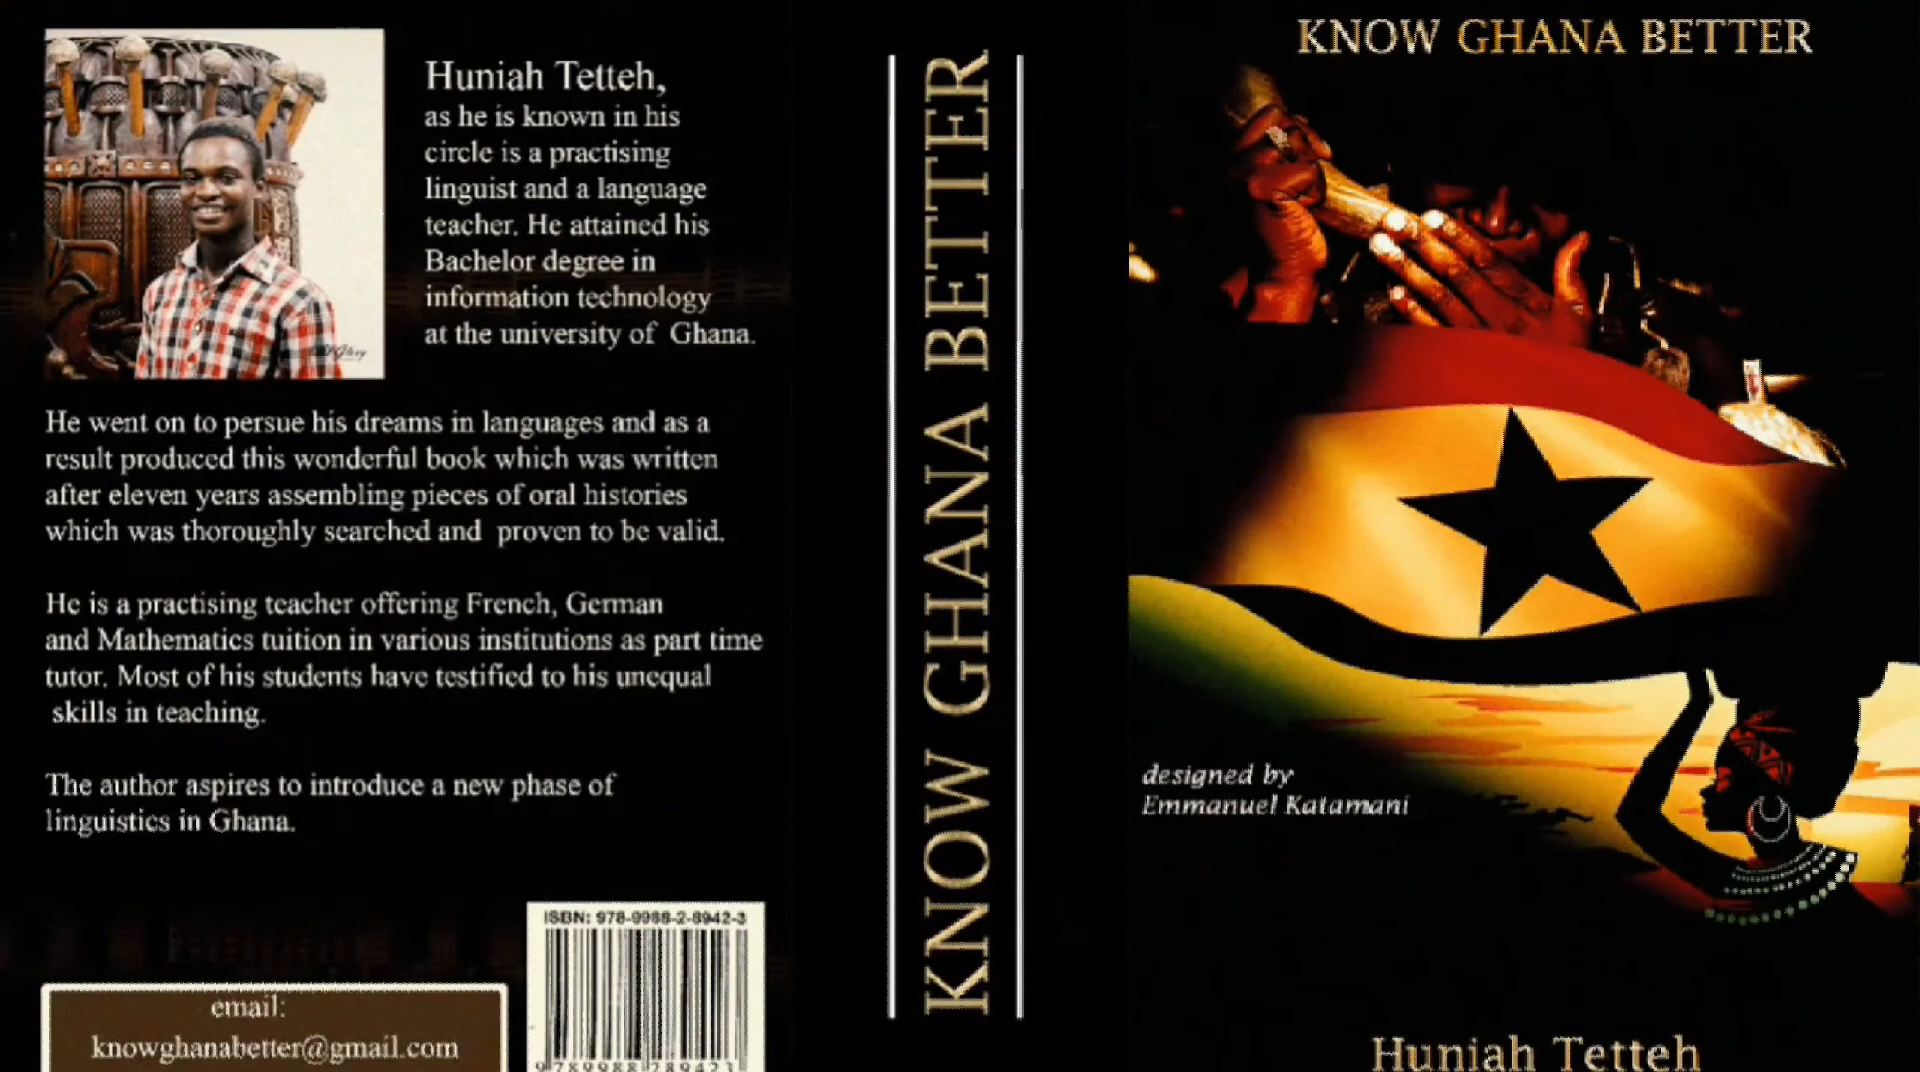 Huniah Tetteh,
as he is known in his
circle is a practising
linguist and a language
teacher. He attained his
Bachelor degree in
information technology
at the university of Ghana.
He went on to persue his dreams in languages and as a
result produced this wonderful book which was written
after eleven years assembling pieces of oral histories
which was thoroughly searched and proven to be valid.
He is a practising teacher offering French, German
and Mathematics tuition in various institutions as part time
tutor. Most of his students have testified to his unequal
skills in teaching.
The author aspires to introduce a new phase of
linguistics in Ghana.
ISBN: 978-9988-2-8942-3
9 789988 289423
email:
knowghanabetter@gmail.com
KNOW GHANA BETTER
KNOW GHANA BETTER
designed by
Emmanuel Katamani
Huniah Tetteh